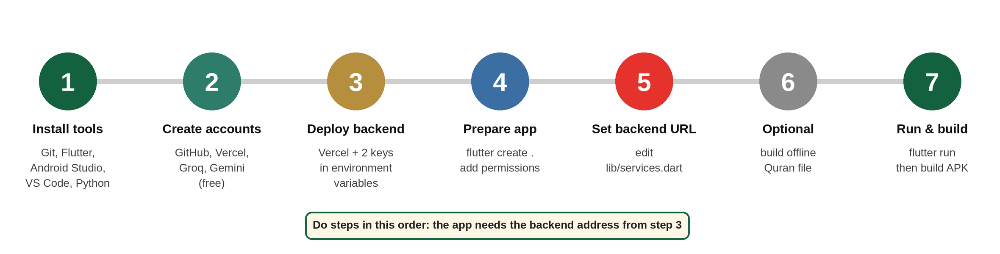 1
2
3
4
5
6
7
Install tools
Git, Flutter,
Android Studio,
VS Code, Python
Create accounts
GitHub, Vercel,
Groq, Gemini
(free)
Deploy backend
Vercel + 2 keys
in environment
variables
Prepare app
flutter create .
add permissions
Set backend URL
edit
lib/services.dart
Optional
build offline
Quran file
Run & build
flutter run
then build APK
Do steps in this order: the app needs the backend address from step 3